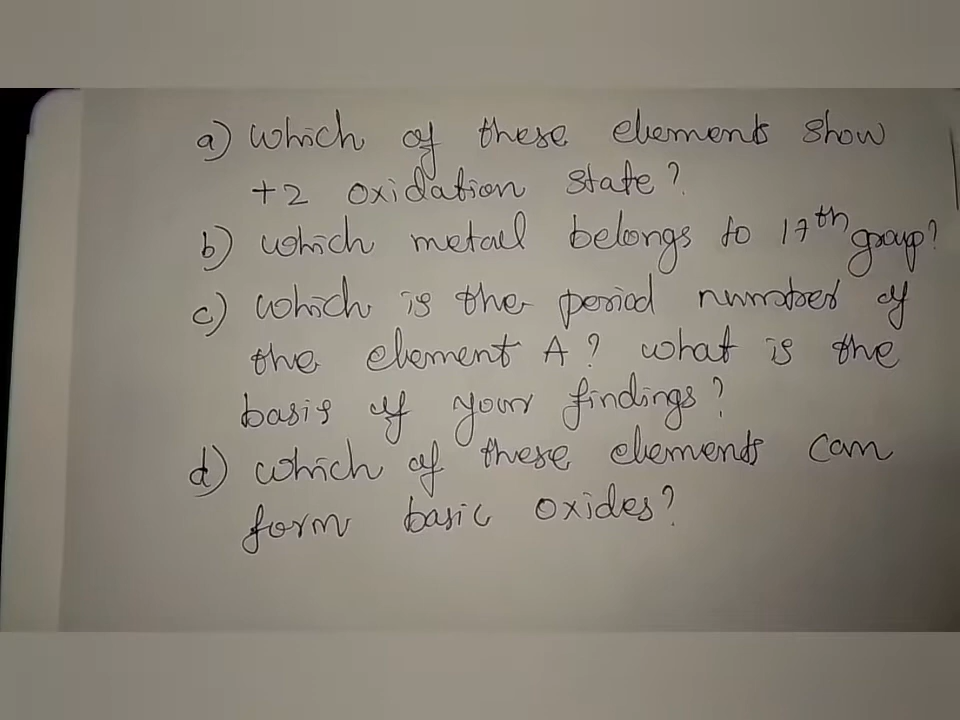 a) Which of these elements show
+2 oxidation state?
b) which metal belongs to 17th group?
c) which is the period number of
the element A? what is the
basis of your findings?
d) which of these elements can
form basic oxides?